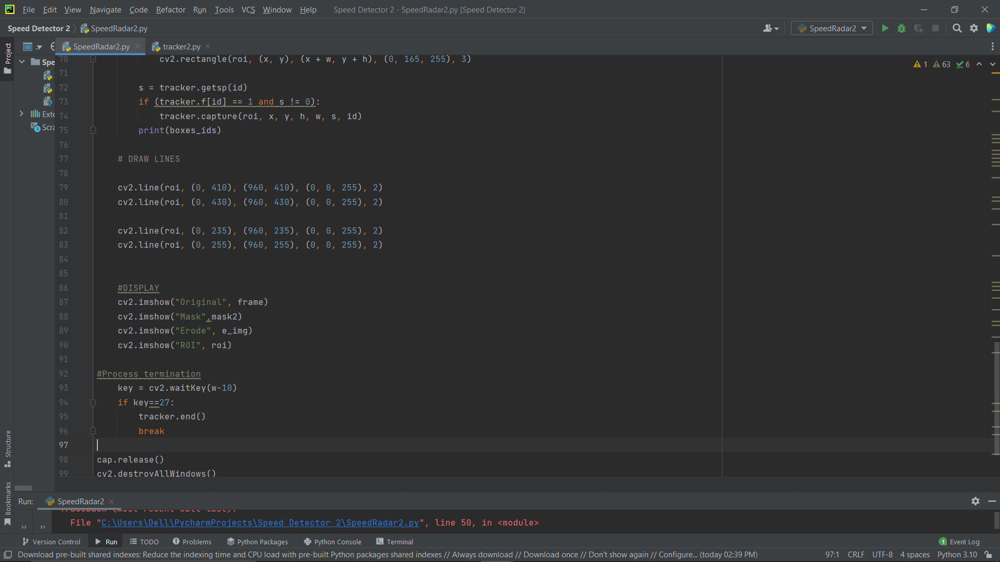 File Edit View Navigate Code Refactor Run Tools VCS Window Help Speed Detector 2 - SpeedRadar2.py [Speed Detector 2]
Speed Detector 2 SpeedRadar2.py SpeedRadar2
Project
SpeedRadar2.py tracker2.py
Spe
Exte
Scra
1 63 6
70 cv2.rectangle(roi, (x, y), (x + w, y + h), (0, 165, 255), 3)
71
72 s = tracker.getsp(id)
73 if (tracker.f[id] == 1 and s != 0):
74 tracker.capture(roi, x, y, h, w, s, id)
75 print(boxes_ids)
76
77 # DRAW LINES
78
79 cv2.line(roi, (0, 410), (960, 410), (0, 0, 255), 2)
80 cv2.line(roi, (0, 430), (960, 430), (0, 0, 255), 2)
81
82 cv2.line(roi, (0, 235), (960, 235), (0, 0, 255), 2)
83 cv2.line(roi, (0, 255), (960, 255), (0, 0, 255), 2)
84
85
86 #DISPLAY
87 cv2.imshow("Original", frame)
88 cv2.imshow("Mask",mask2)
89 cv2.imshow("Erode", e_img)
90 cv2.imshow("ROI", roi)
91
92 #Process termination
93 key = cv2.waitKey(w-10)
94 if key==27:
95 tracker.end()
96 break
97
98 cap.release()
99 cv2.destroyAllWindows()
Structure
Bookmarks
Run: SpeedRadar2
Traceback (most recent call last):
File "C:\Users\Dell\PycharmProjects\Speed Detector 2\SpeedRadar2.py", line 50, in <module>
Version Control Run TODO Problems Python Packages Python Console Terminal 1 Event Log
Download pre-built shared indexes: Reduce the indexing time and CPU load with pre-built Python packages shared indexes // Always download // Download once // Don't show again // Configure... (today 02:39 PM) 97:1 CRLF UTF-8 4 spaces Python 3.10